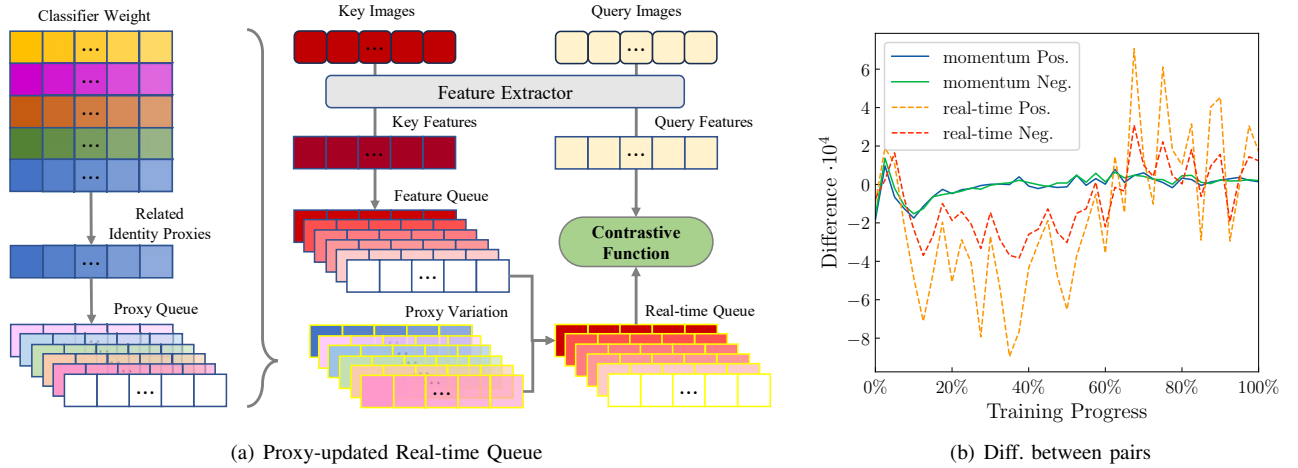 Classifier Weight
...
...
...
...
...
Related
Identity Proxies
...
Proxy Queue
...
Key Images
...
Query Images
...
Feature Extractor
Key Features
...
Query Features
...
Feature Queue
...
Contrastive
Function
Proxy Variation
...
Real-time Queue
...
(a) Proxy-updated Real-time Queue
momentum Pos.
momentum Neg.
real-time Pos.
real-time Neg.
Difference ·10⁴
6
4
2
0
−2
−4
−6
−8
0%
20%
40%
60%
80%
100%
Training Progress
(b) Diff. between pairs